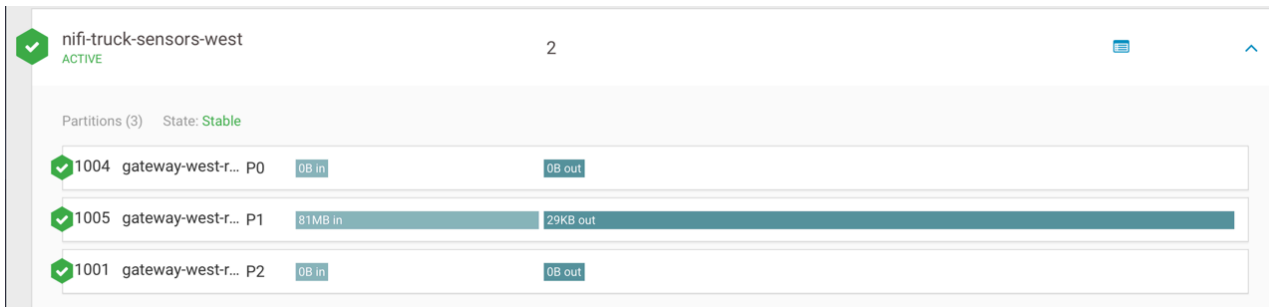 nifi-truck-sensors-west 2
ACTIVE
Partitions (3) State: Stable
1004 gateway-west-r... P0 0B in 0B out
1005 gateway-west-r... P1 81MB in 29KB out
1001 gateway-west-r... P2 0B in 0B out